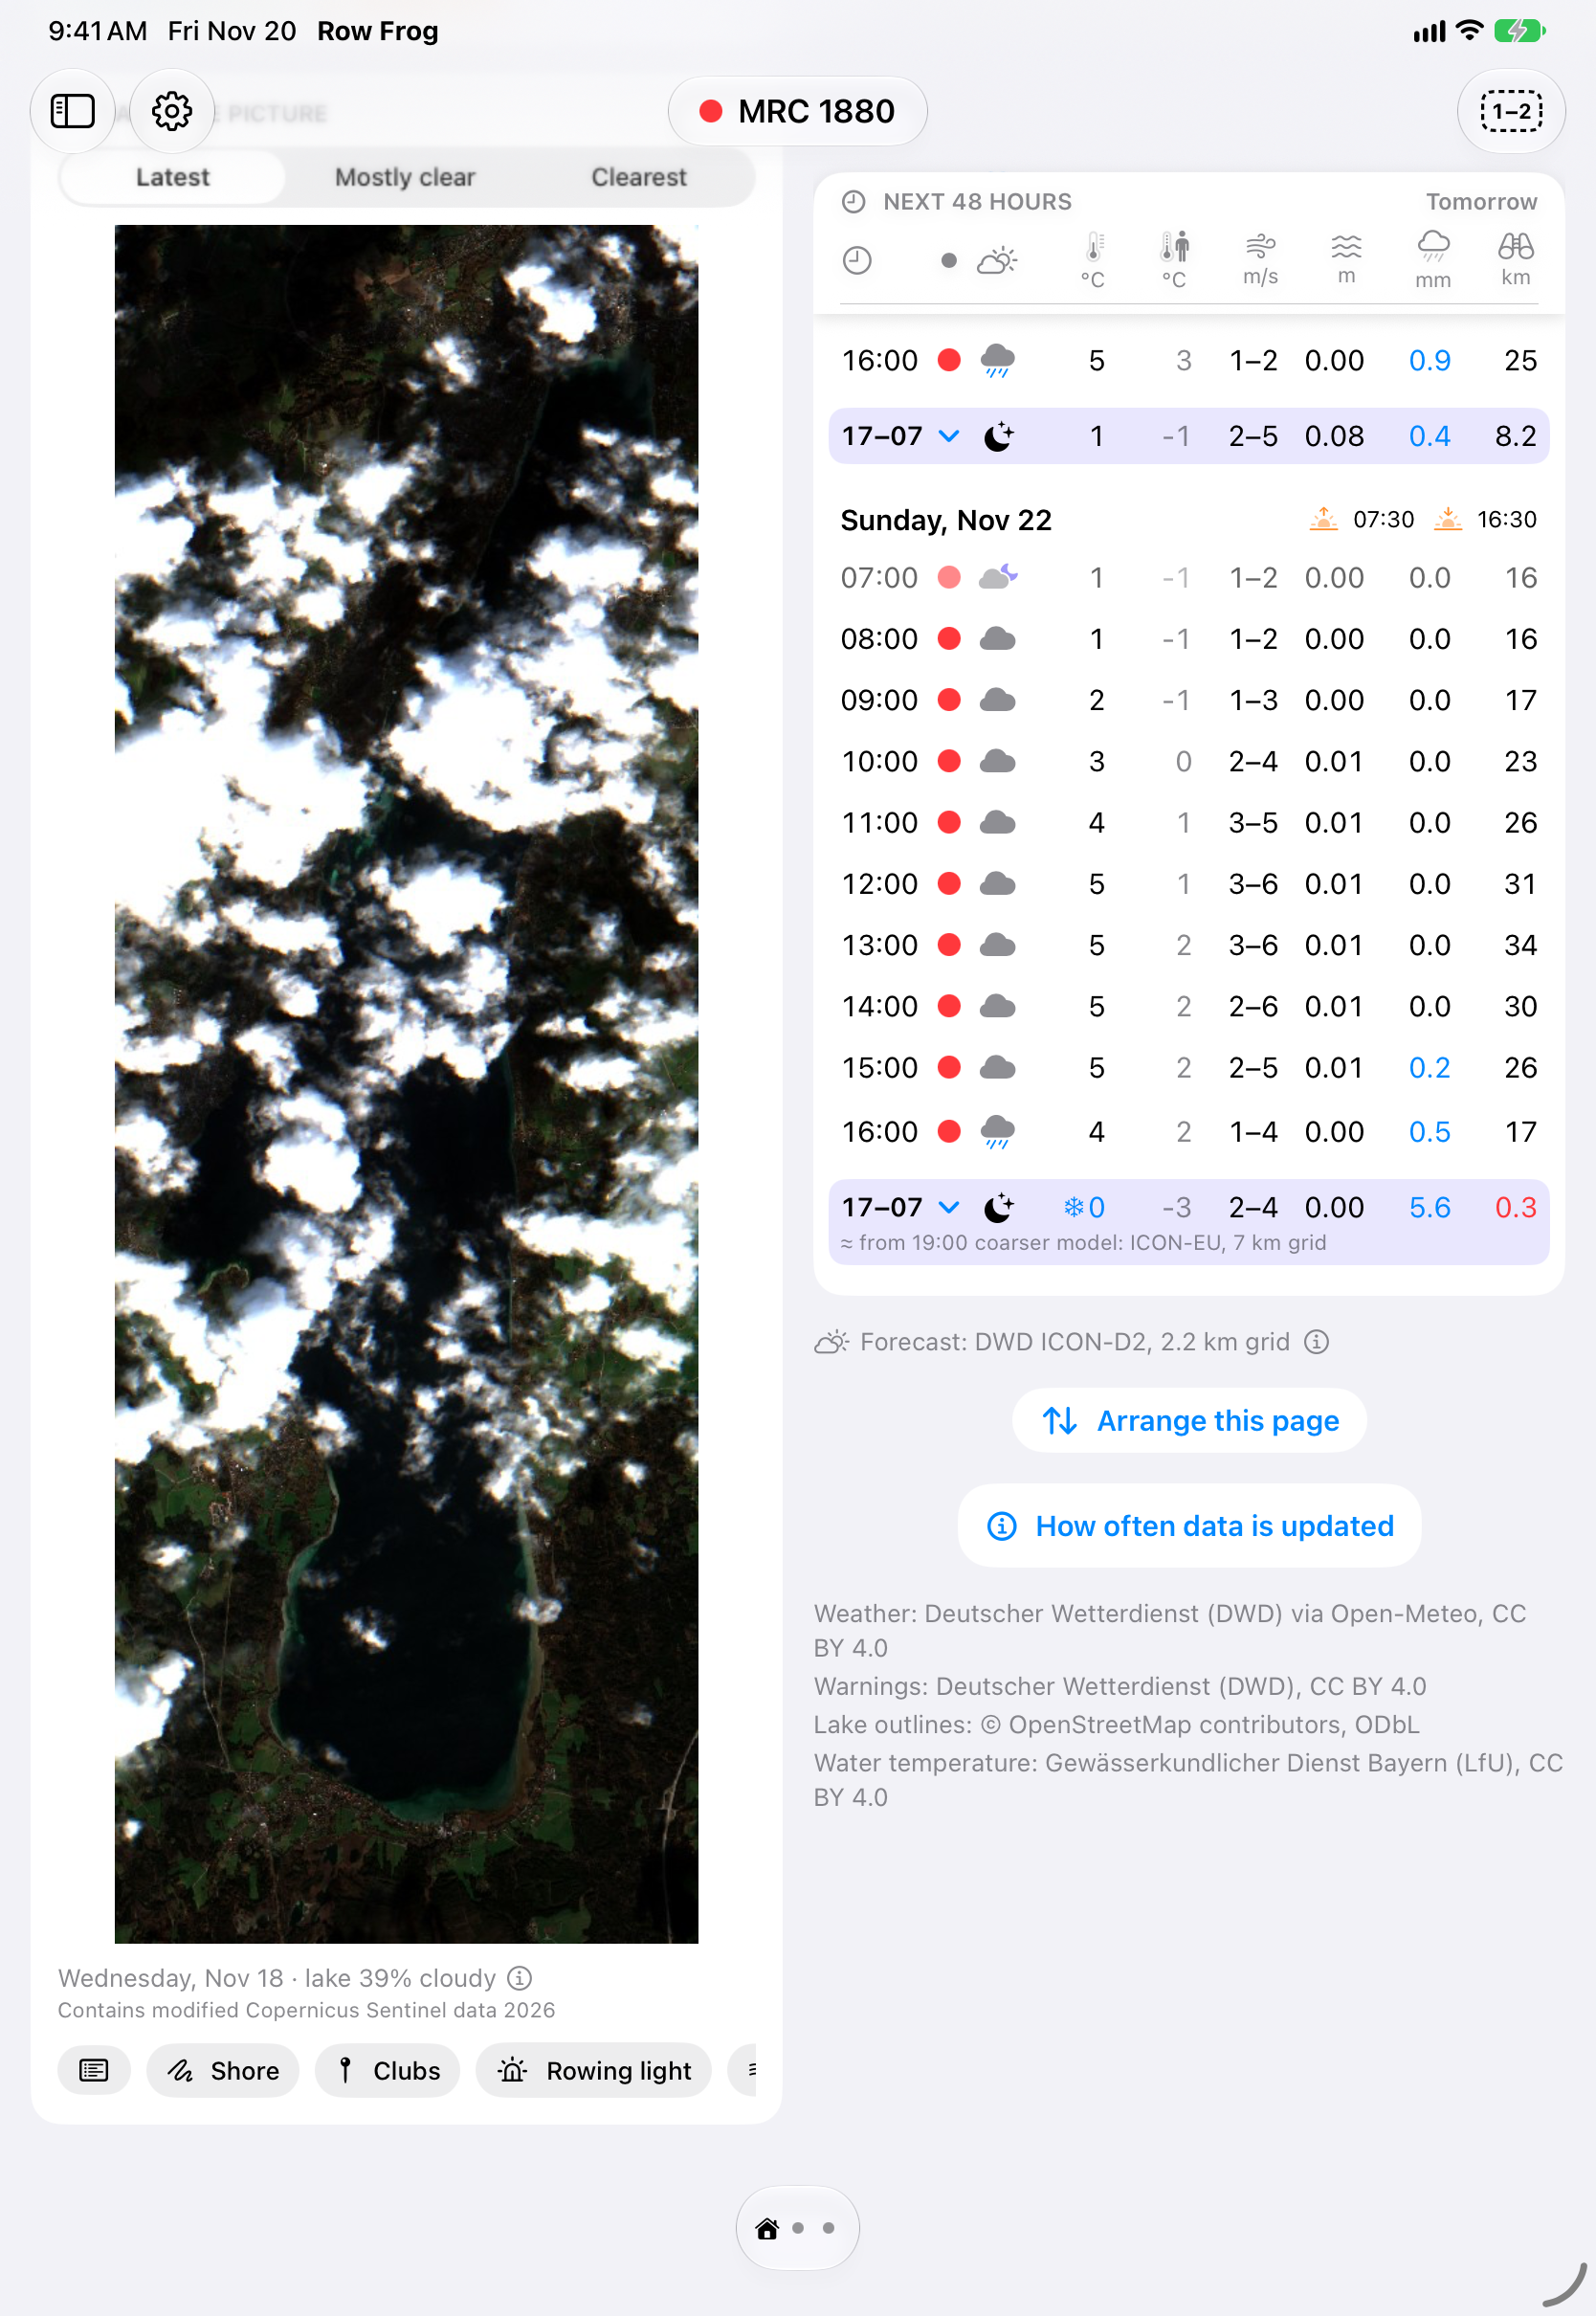 9:41 AM Fri Nov 20 Row Frog
MRC 1880
1–2
PICTURE
Latest Mostly clear Clearest
Wednesday, Nov 18 · lake 39% cloudy
Contains modified Copernicus Sentinel data 2026
Shore Clubs Rowing light
NEXT 48 HOURS Tomorrow
°C °C m/s m mm km
16:00 5 3 1–2 0.00 0.9 25
17–07 1 -1 2–5 0.08 0.4 8.2
Sunday, Nov 22 07:30 16:30
07:00 1 -1 1–2 0.00 0.0 16
08:00 1 -1 1–2 0.00 0.0 16
09:00 2 -1 1–3 0.00 0.0 17
10:00 3 0 2–4 0.01 0.0 23
11:00 4 1 3–5 0.01 0.0 26
12:00 5 1 3–6 0.01 0.0 31
13:00 5 2 3–6 0.01 0.0 34
14:00 5 2 2–6 0.01 0.0 30
15:00 5 2 2–5 0.01 0.2 26
16:00 4 2 1–4 0.00 0.5 17
17–07 0 -3 2–4 0.00 5.6 0.3
≈ from 19:00 coarser model: ICON-EU, 7 km grid
Forecast: DWD ICON-D2, 2.2 km grid
Arrange this page
How often data is updated
Weather: Deutscher Wetterdienst (DWD) via Open-Meteo, CC
BY 4.0
Warnings: Deutscher Wetterdienst (DWD), CC BY 4.0
Lake outlines: © OpenStreetMap contributors, ODbL
Water temperature: Gewässerkundlicher Dienst Bayern (LfU), CC
BY 4.0